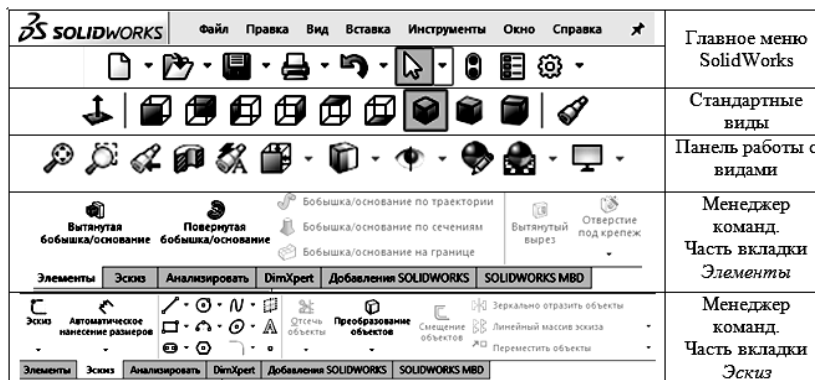 SOLIDWORKS Файл Правка Вид Вставка Инструменты Окно Справка
Главное меню
SolidWorks
Стандартные
виды
Панель работы с
видами
Вытянутая
бобышка/основание
Повернутая
бобышка/основание
Бобышка/основание по траектории
Бобышка/основание по сечениям
Бобышка/основание на границе
Вытянутый
вырез
Отверстие
под крепеж
Элементы Эскиз Анализировать DimXpert Добавления SOLIDWORKS SOLIDWORKS MBD
Менеджер
команд.
Часть вкладки
Элементы
Эскиз
Автоматическое
нанесение размеров
Отсечь
объекты
Преобразование
объектов
Смещение
объектов
Зеркально отразить объекты
Линейный массив эскиза
Переместить объекты
Элементы Эскиз Анализировать DimXpert Добавления SOLIDWORKS SOLIDWORKS MBD
Менеджер
команд.
Часть вкладки
Эскиз